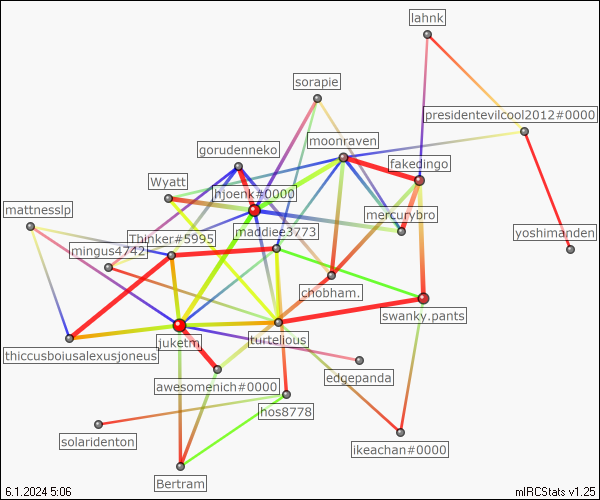 lahnk
sorapie
presidentevilcool2012#0000
moonraven
gorudenneko
fakedingo
Wyatt
hjoenk#0000
mattnesslp
mercurybro
maddiee3773
yoshimanden
Thinker#5995
mingus4742
chobham.
swanky.pants
turtelious
juketm
thiccusboiusalexusjoneus
edgepanda
awesomenich#0000
hos8778
solaridenton
ikeachan#0000
Bertram
6.1.2024 5:06
mIRCStats v1.25